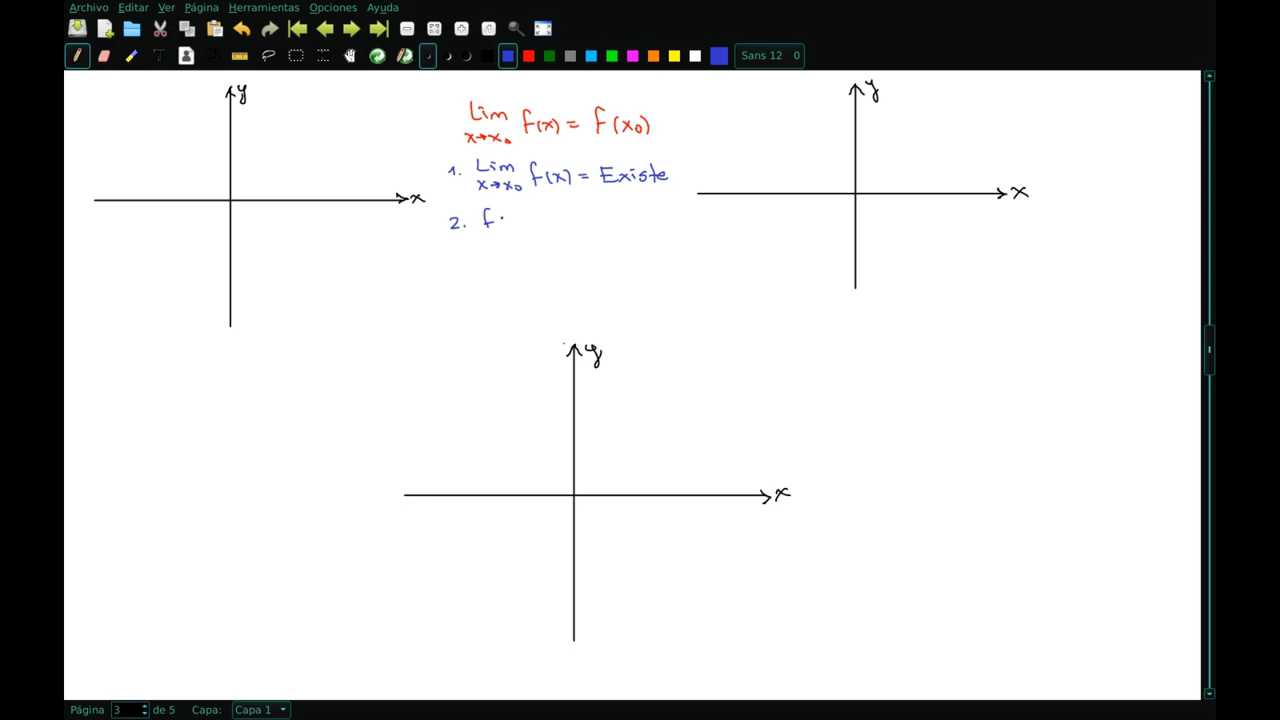 Archivo Editar Ver Página Herramientas Opciones Ayuda
Sans 12 0
y
x
Lim f(x) = f(x₀)
x→x₀
1. Lim f(x) = Existe
x→x₀
2. f
y
x
y
x
Página 3 de 5 Capa: Capa 1